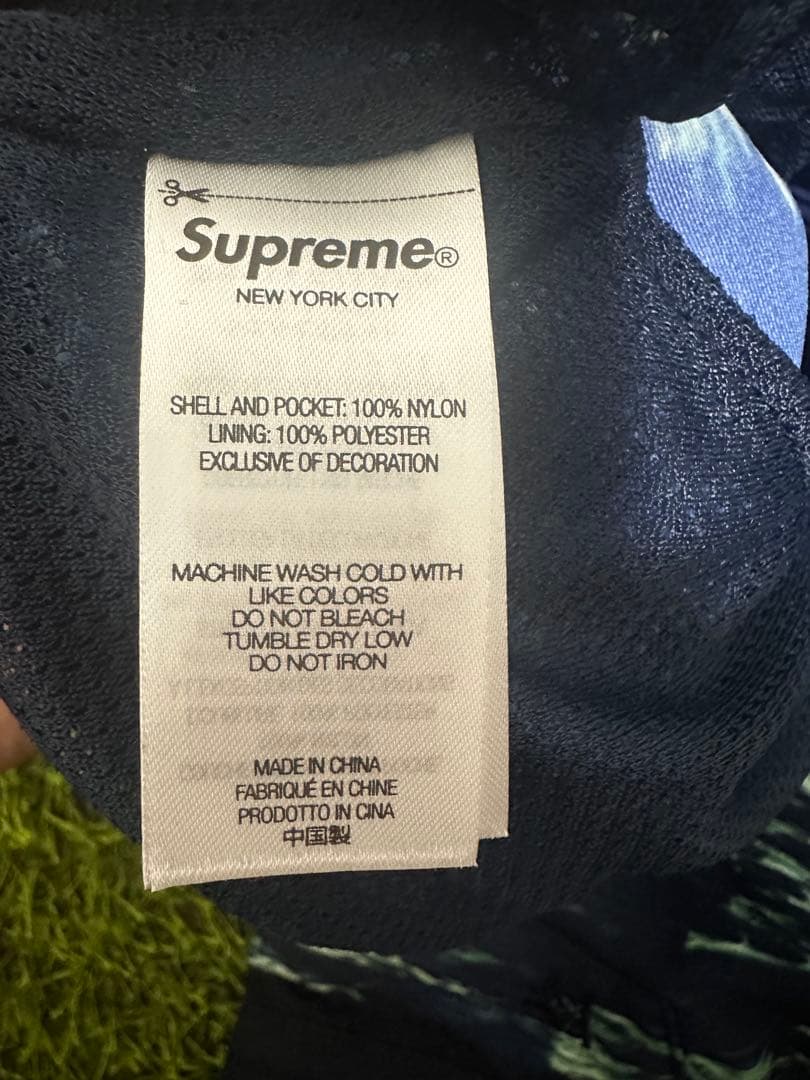 Supreme®
NEW YORK CITY
SHELL AND POCKET: 100% NYLON
LINING: 100% POLYESTER
EXCLUSIVE OF DECORATION
MACHINE WASH COLD WITH
LIKE COLORS
DO NOT BLEACH
TUMBLE DRY LOW
DO NOT IRON
MADE IN CHINA
FABRIQUÉ EN CHINE
PRODOTTO IN CINA
中国製